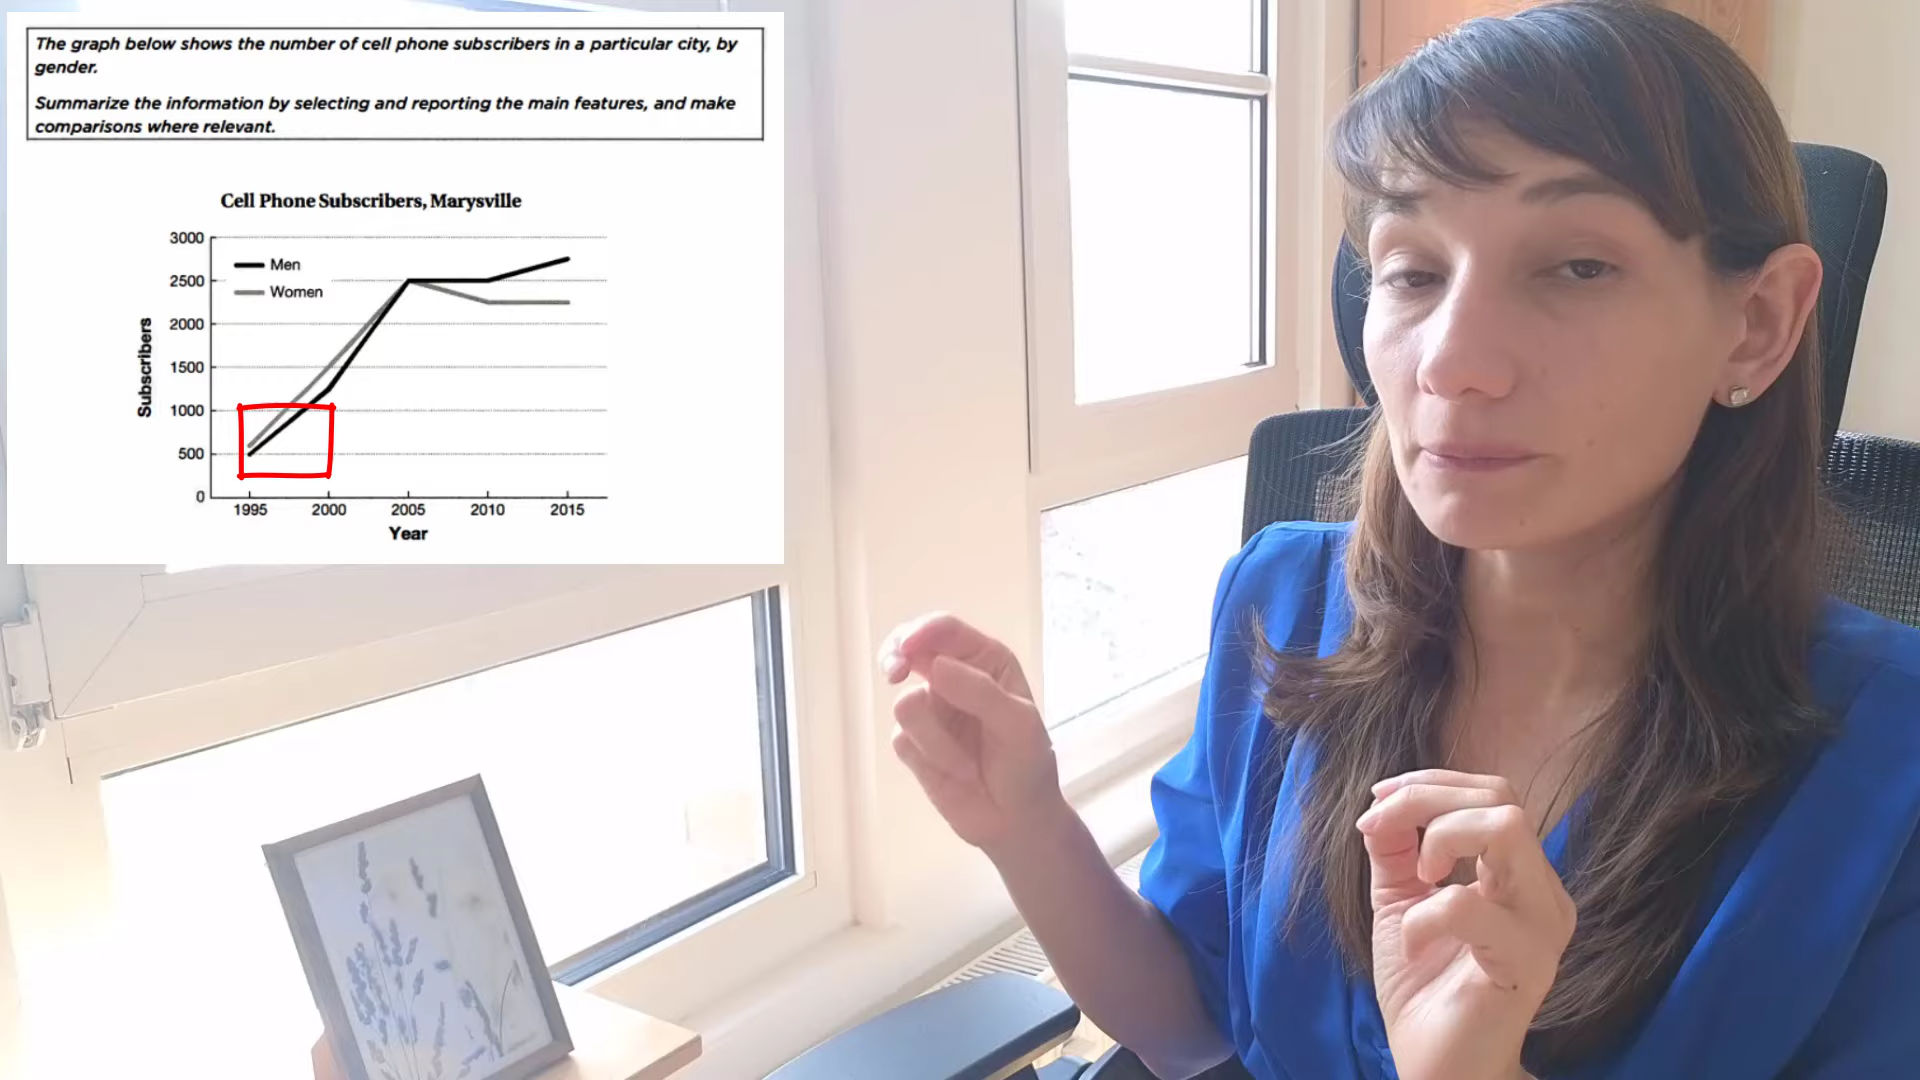 The graph below shows the number of cell phone subscribers in a particular city, by
gender.
Summarize the information by selecting and reporting the main features, and make
comparisons where relevant.
Cell Phone Subscribers, Marysville
3000
2500
2000
1500
1000
500
0
Subscribers
Men
Women
1995 2000 2005 2010 2015
Year